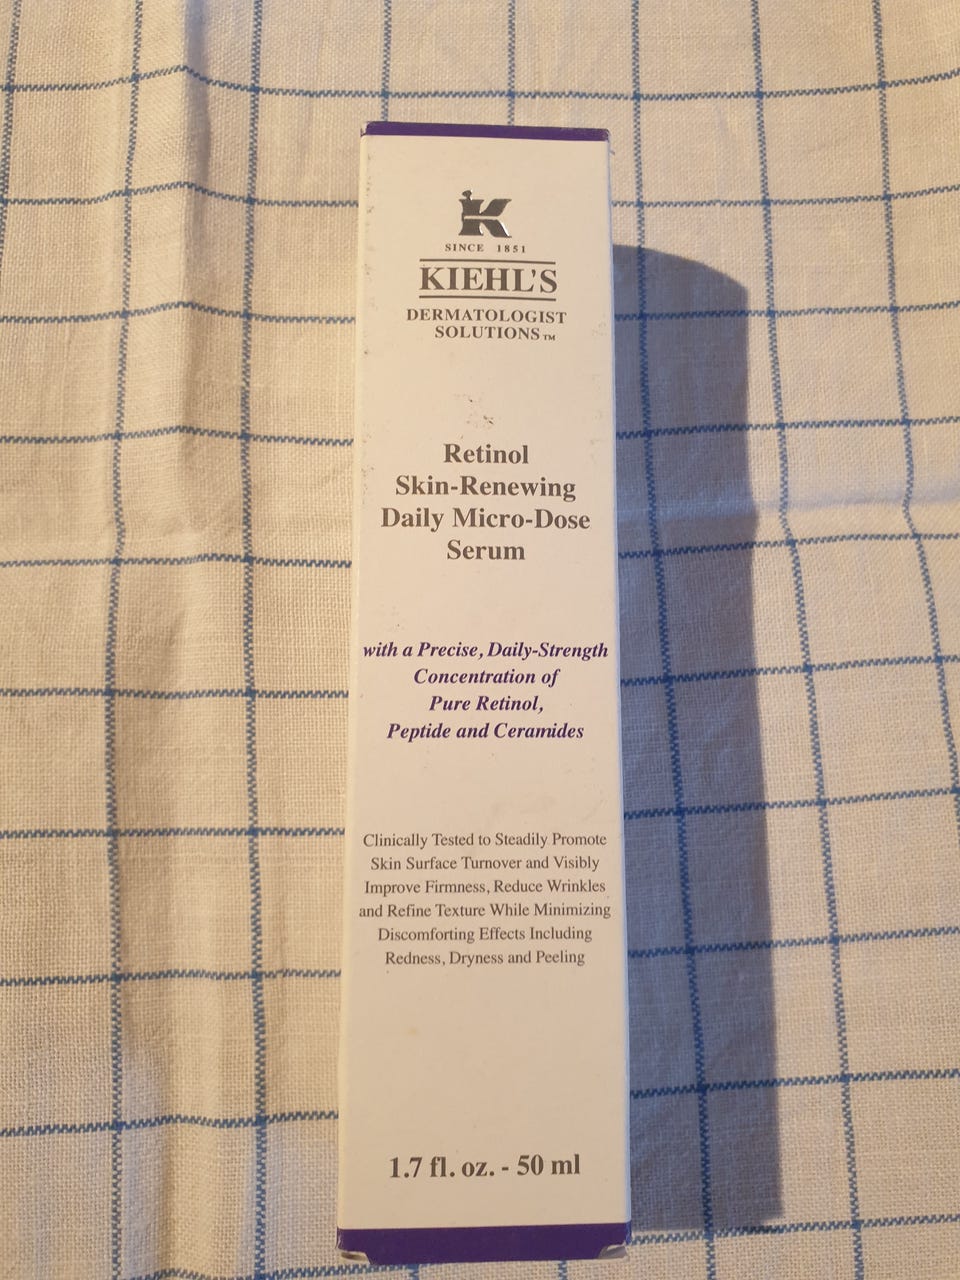 K
SINCE 1851
KIEHL'S
DERMATOLOGIST
SOLUTIONS™
Retinol
Skin-Renewing
Daily Micro-Dose
Serum
with a Precise, Daily-Strength
Concentration of
Pure Retinol,
Peptide and Ceramides
Clinically Tested to Steadily Promote
Skin Surface Turnover and Visibly
Improve Firmness, Reduce Wrinkles
and Refine Texture While Minimizing
Discomforting Effects Including
Redness, Dryness and Peeling
1.7 fl. oz. - 50 ml